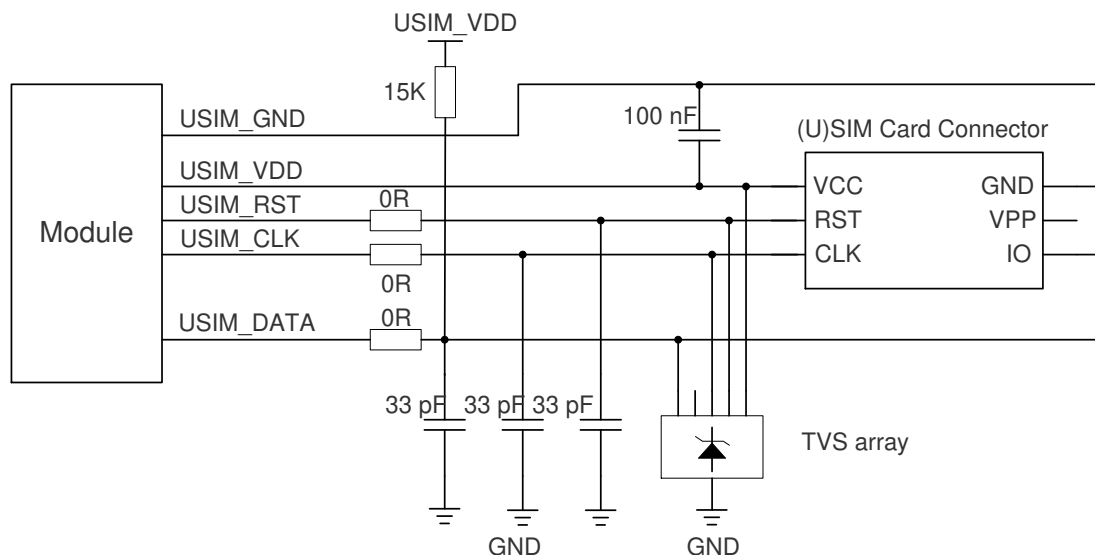 USIM_VDD
15K
USIM_GND
100 nF
(U)SIM Card Connector
USIM_VDD
VCC
GND
USIM_RST
0R
RST
VPP
Module
USIM_CLK
CLK
IO
0R
USIM_DATA
0R
33 pF
33 pF
33 pF
TVS array
GND
GND